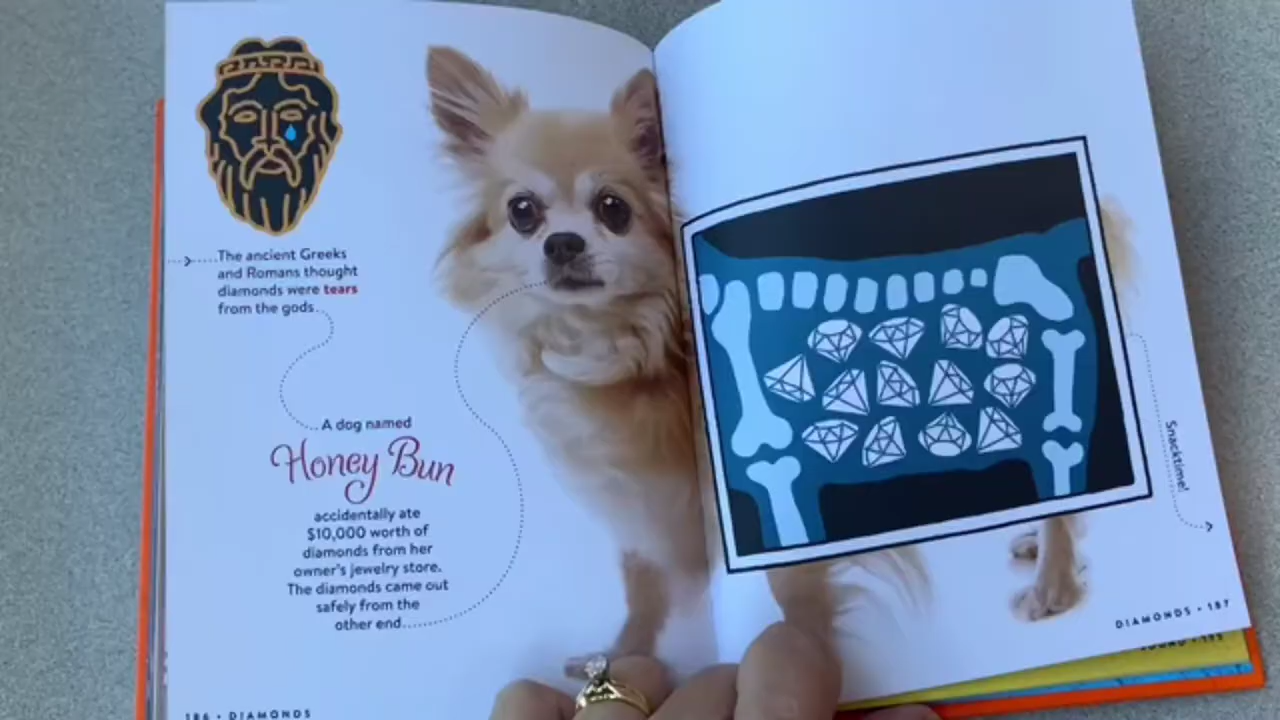 The ancient Greeks
and Romans thought
diamonds were tears
from the gods.
A dog named
Honey Bun
accidentally ate
$10,000 worth of
diamonds from her
owner's jewelry store.
The diamonds came out
safely from the
other end.
186 • DIAMONDS
Snacktime!
DIAMONDS • 187